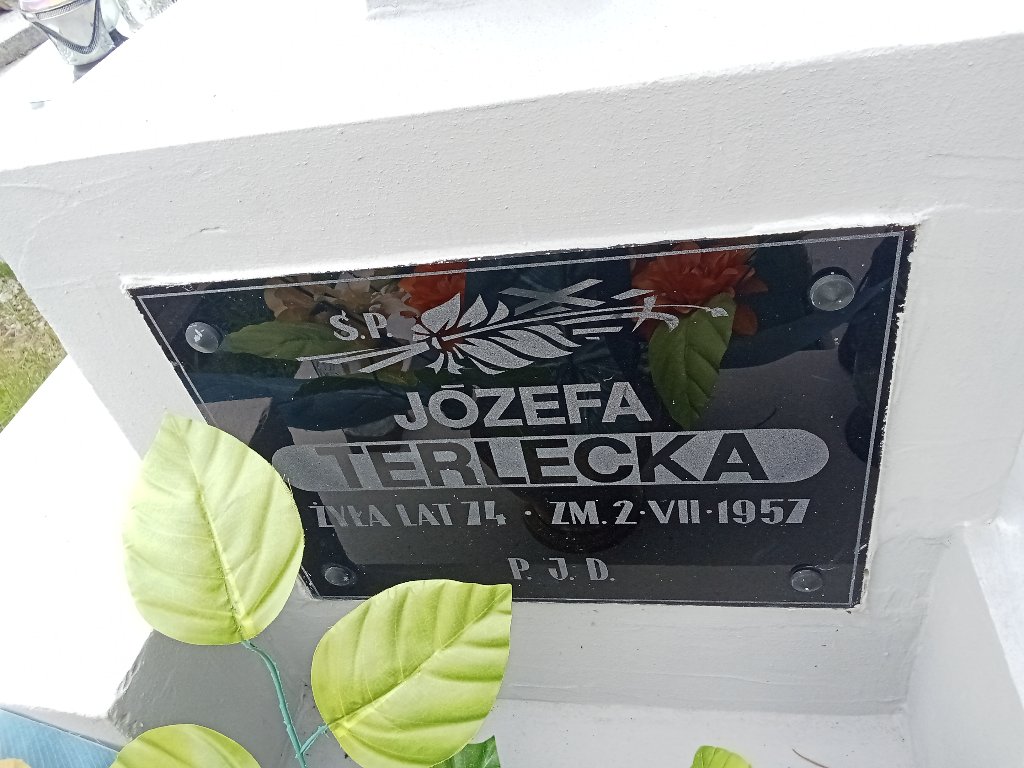 Ś.P.
JÓZEFA
TERLECKA
ŻYŁA LAT 74 · ZM. 2·VII·1957
P. J. D.